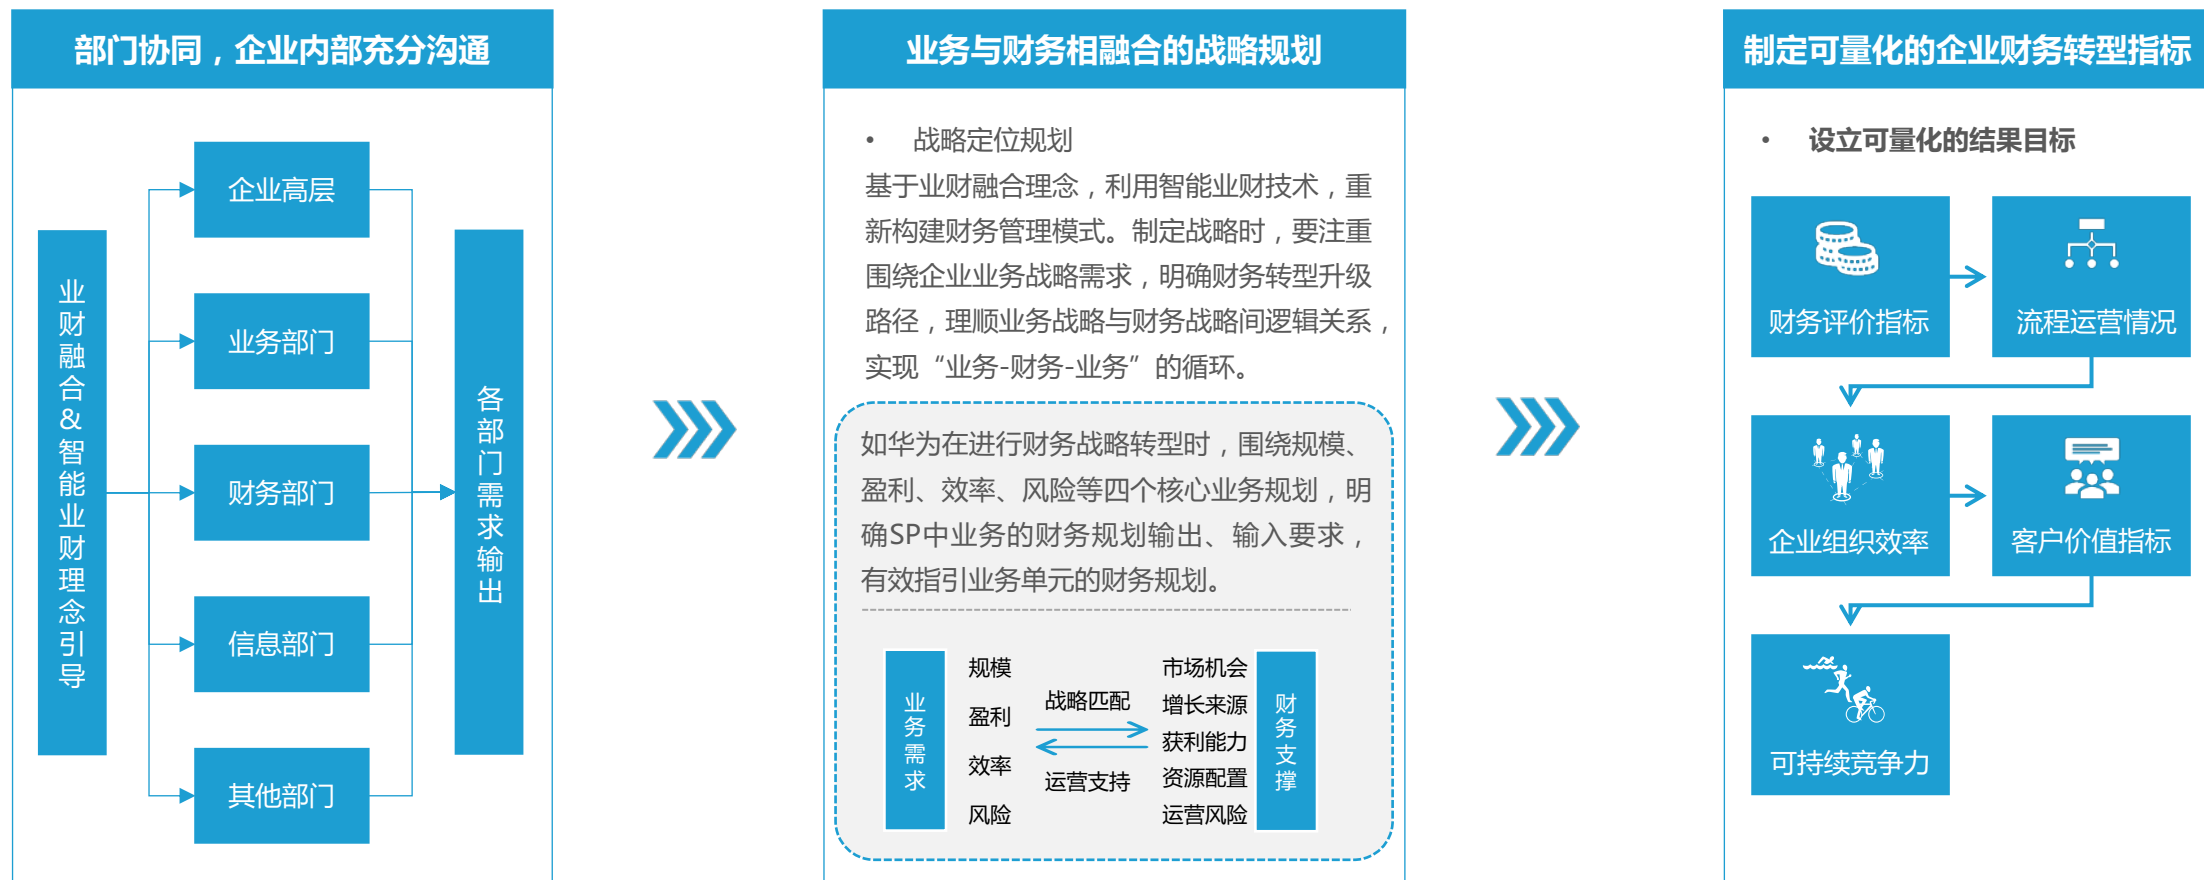 部门协同，企业内部充分沟通
业财融合&智能业财理念引导
企业高层
业务部门
财务部门
信息部门
其他部门
各部门需求输出
业务与财务相融合的战略规划
• 战略定位规划
基于业财融合理念，利用智能业财技术，重
新构建财务管理模式。制定战略时，要注重
围绕企业业务战略需求，明确财务转型升级
路径，理顺业务战略与财务战略间逻辑关系，
实现“业务-财务-业务”的循环。
如华为在进行财务战略转型时，围绕规模、
盈利、效率、风险等四个核心业务规划，明
确SP中业务的财务规划输出、输入要求，
有效指引业务单元的财务规划。
业务需求
规模
盈利
效率
风险
战略匹配
运营支持
市场机会
增长来源
获利能力
资源配置
运营风险
财务支撑
制定可量化的企业财务转型指标
• 设立可量化的结果目标
财务评价指标
流程运营情况
企业组织效率
客户价值指标
可持续竞争力